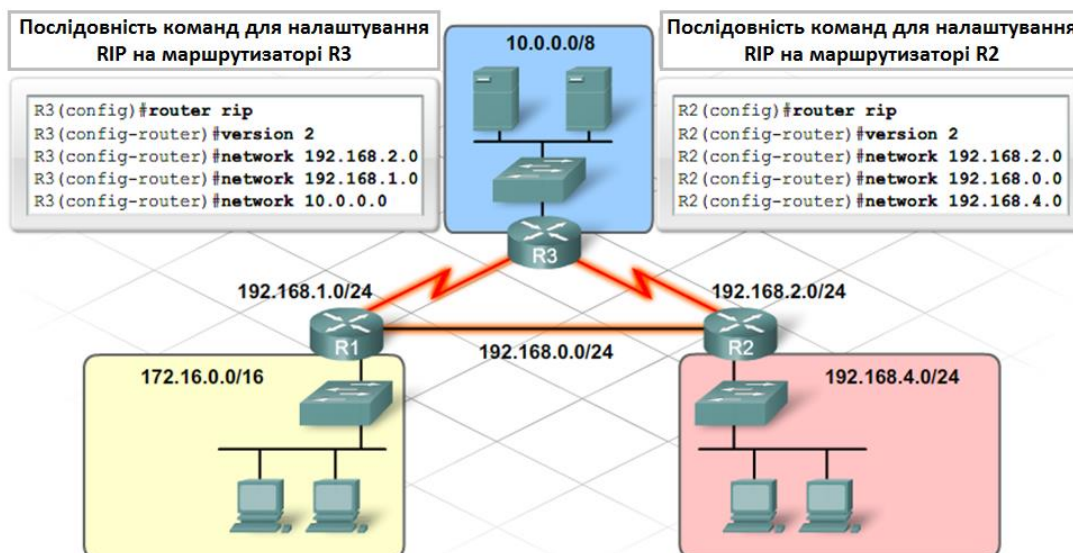 Послідовність команд для налаштування
RIP на маршрутизаторі R3
R3(config)#router rip
R3(config-router)#version 2
R3(config-router)#network 192.168.2.0
R3(config-router)#network 192.168.1.0
R3(config-router)#network 10.0.0.0
10.0.0.0/8
Послідовність команд для налаштування
RIP на маршрутизаторі R2
R2(config)#router rip
R2(config-router)#version 2
R2(config-router)#network 192.168.2.0
R2(config-router)#network 192.168.0.0
R2(config-router)#network 192.168.4.0
R3
192.168.1.0/24
192.168.2.0/24
R1
192.168.0.0/24
R2
172.16.0.0/16
192.168.4.0/24